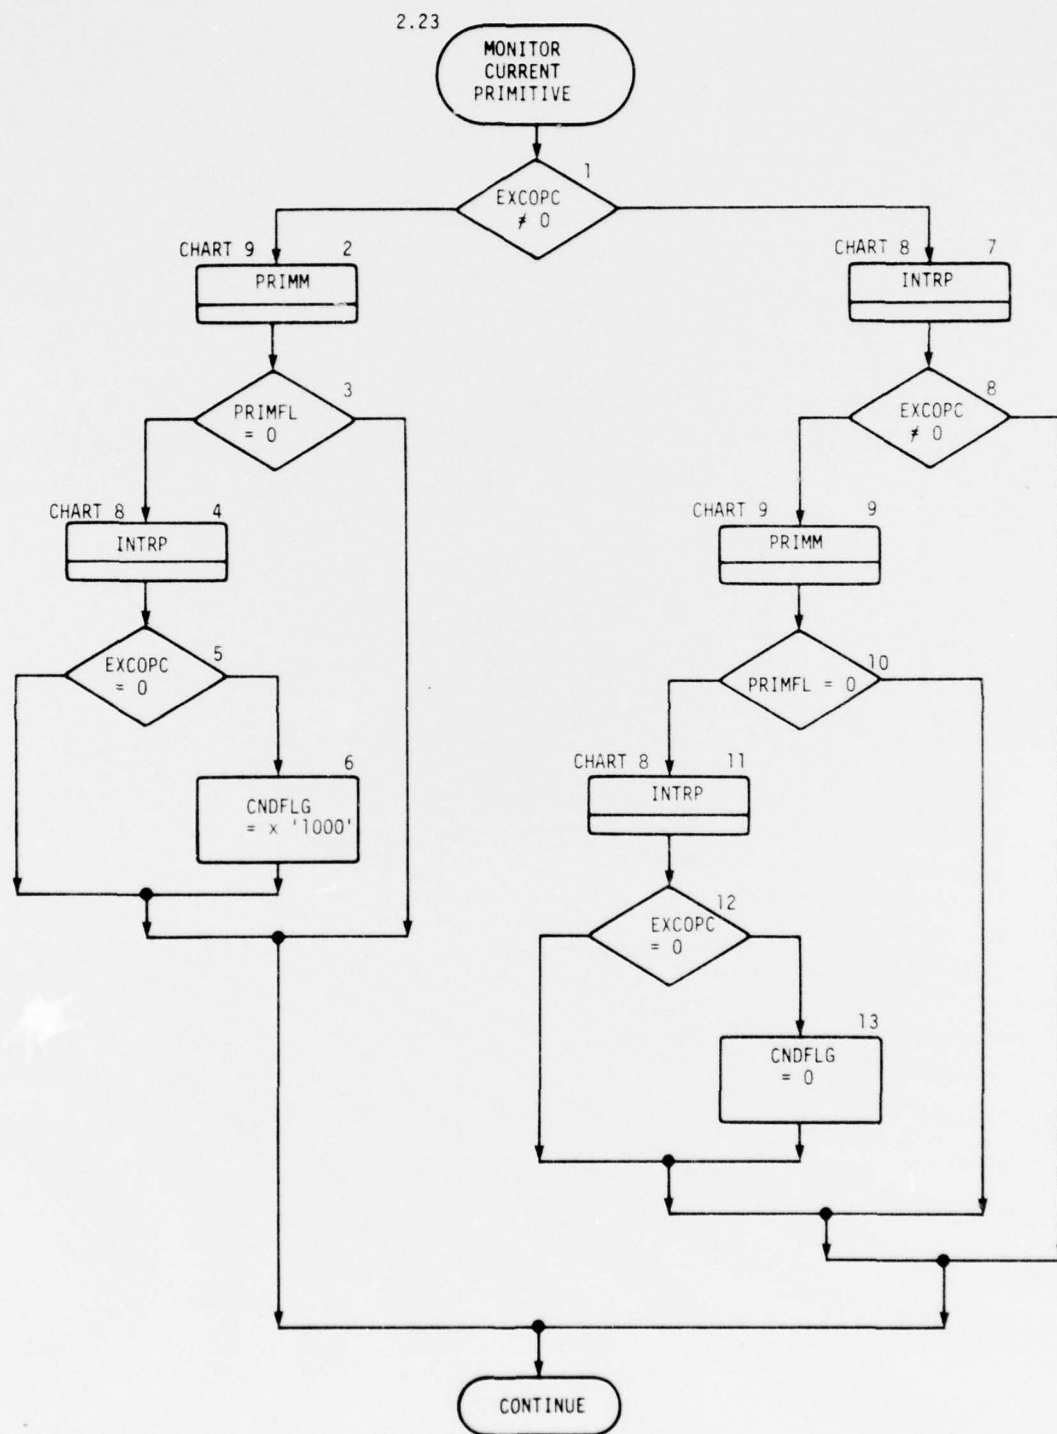 2.23
MONITOR
CURRENT
PRIMITIVE
1
EXCOPC
≠ 0
CHART 9 2
PRIMM
3
PRIMFL
= 0
CHART 8 4
INTRP
5
EXCOPC
= 0
6
CNDFLG
= x '1000'
CHART 8 7
INTRP
8
EXCOPC
≠ 0
CHART 9 9
PRIMM
10
PRIMFL = 0
CHART 8 11
INTRP
12
EXCOPC
= 0
13
CNDFLG
= 0
CONTINUE